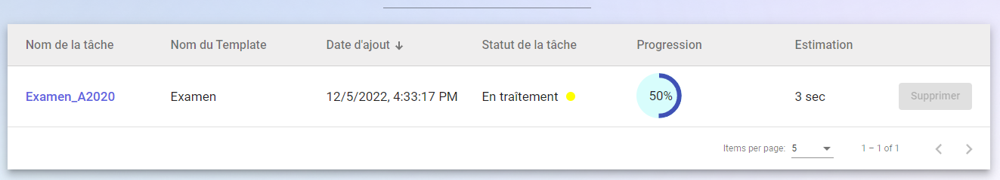 Nom de la tâche Nom du Template Date d'ajout ↓ Statut de la tâche Progression Estimation
Examen_A2020 Examen 12/5/2022, 4:33:17 PM En traîtement 50% 3 sec Supprimer
Items per page: 5 1 – 1 of 1